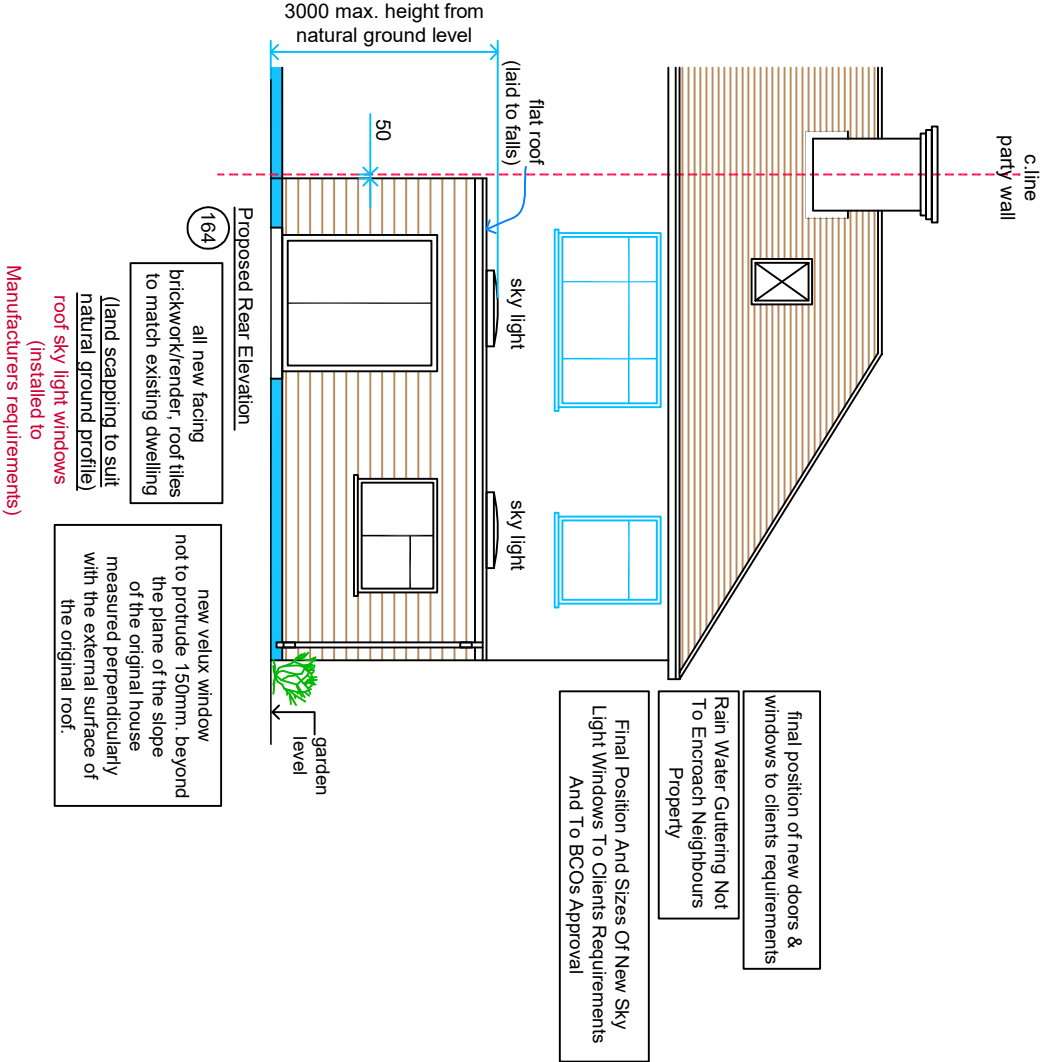 3000 max. height from
natural ground level
c.line
party wall
flat roof
(laid to falls)
50
sky light
sky light
Proposed Rear Elevation
164
all new facing
brickwork/render, roof tiles
to match existing dwelling
(land scapping to suit
natural ground profile)
roof sky light windows
(installed to
Manufacturers requirements)
new velux window
not to protrude 150mm. beyond
the plane of the slope
of the original house
measured perpendicularly
with the external surface of
the original roof.
garden
level
final position of new doors &
windows to clients requirements
Rain Water Guttering Not
To Encroach Neighbours
Property
Final Position And Sizes Of New Sky
Light Windows To Clients Requirements
And To BCOs Approval